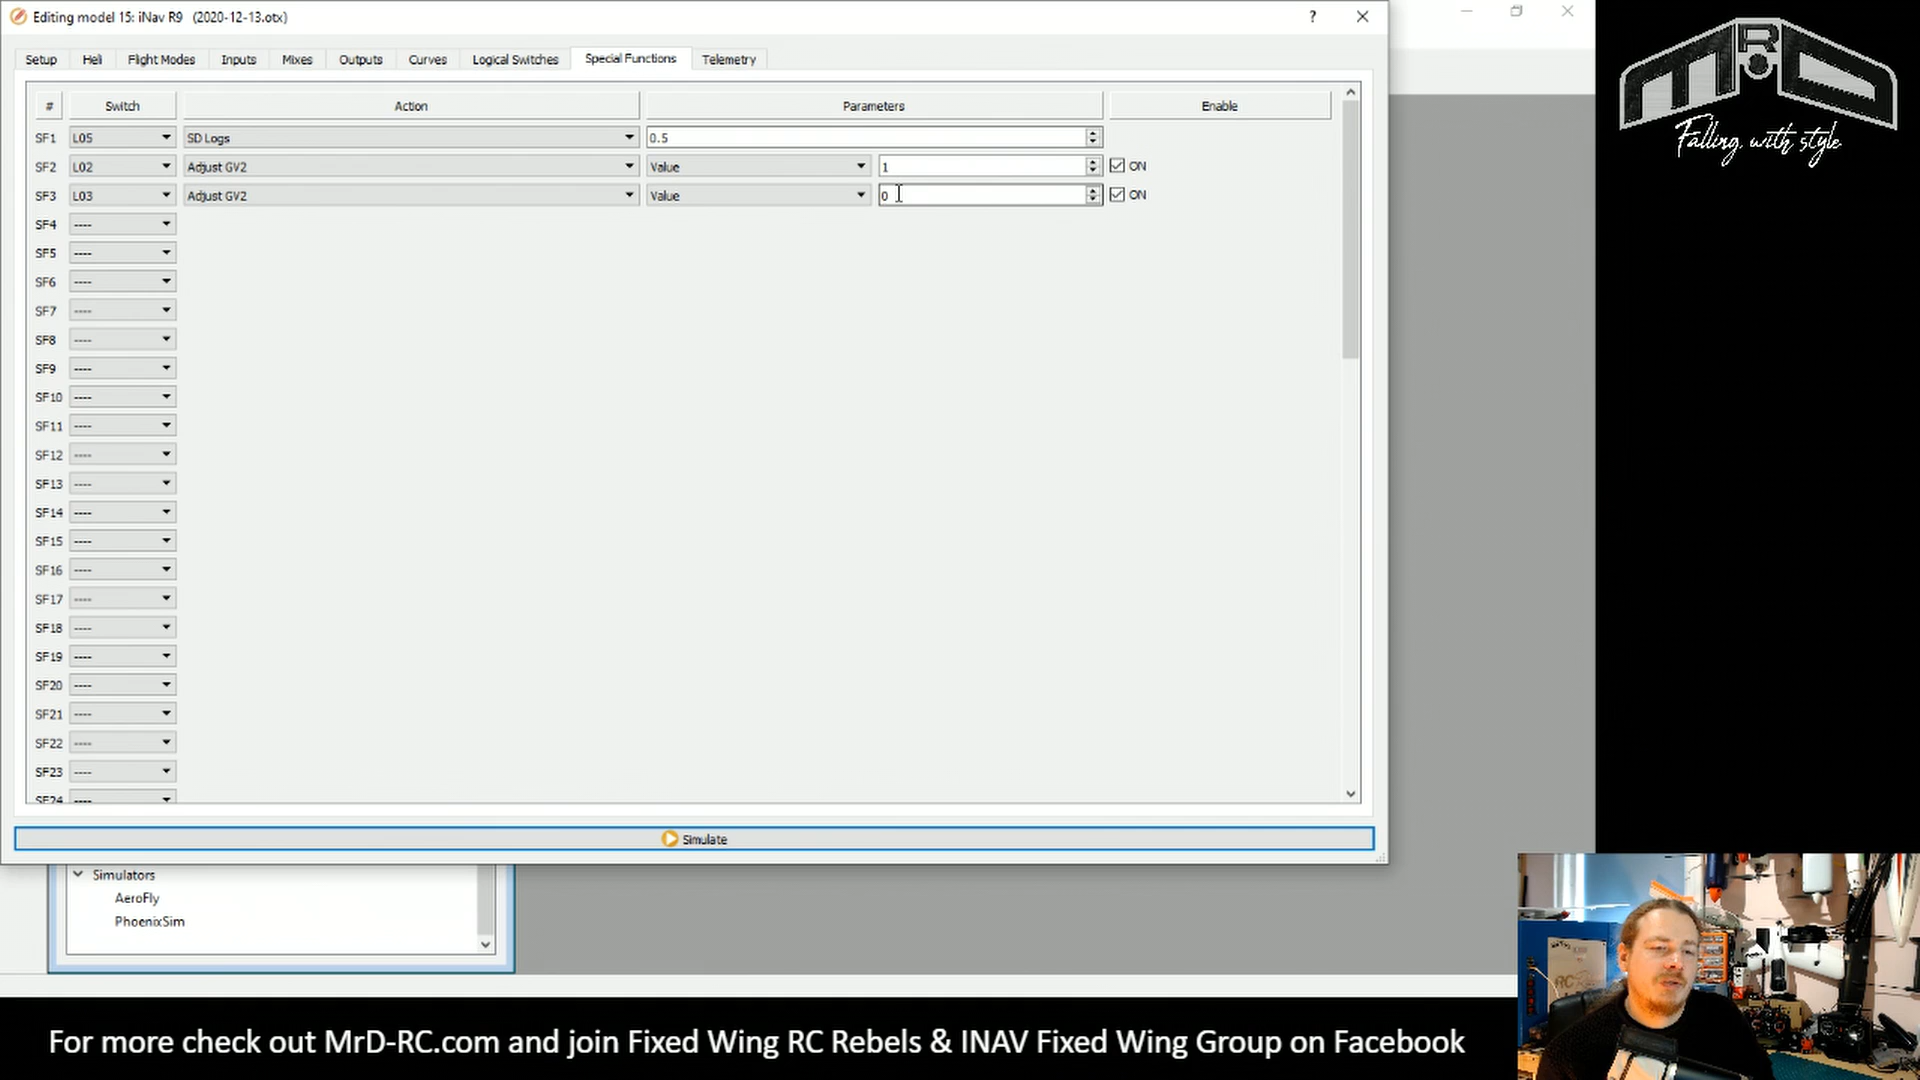 Editing model 15: iNav R9 (2020-12-13.otx)
?
Setup Heli Flight Modes Inputs Mixes Outputs Curves Logical Switches Special Functions Telemetry
# Switch Action Parameters Enable
SF1 L05 SD Logs 0.5
SF2 L02 Adjust GV2 Value 1 ON
SF3 L03 Adjust GV2 Value 0 ON
SF4 ----
SF5 ----
SF6 ----
SF7 ----
SF8 ----
SF9 ----
SF10 ----
SF11 ----
SF12 ----
SF13 ----
SF14 ----
SF15 ----
SF16 ----
SF17 ----
SF18 ----
SF19 ----
SF20 ----
SF21 ----
SF22 ----
SF23 ----
SF24 ----
Simulate
Simulators
AeroFly
PhoenixSim
MRD
Falling with style
For more check out MrD-RC.com and join Fixed Wing RC Rebels & INAV Fixed Wing Group on Facebook